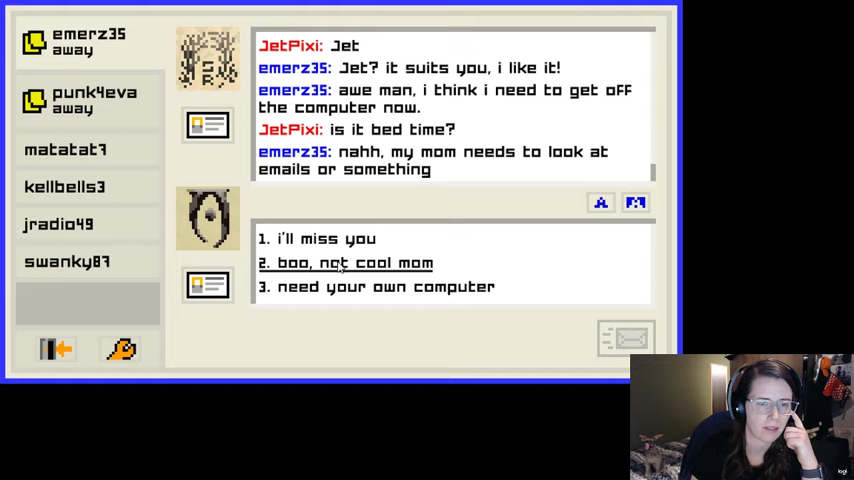 emerz35
away
punk4eva
away
matatat7
kellbells3
jradio49
swanky87
JetPixi: Jet
emerz35: Jet? it suits you, i like it!
emerz35: awe man, i think i need to get off
the computer now.
JetPixi: is it bed time?
emerz35: nahh, my mom needs to look at
emails or something
A
1. i'll miss you
2. boo, not cool mom
3. need your own computer
logi